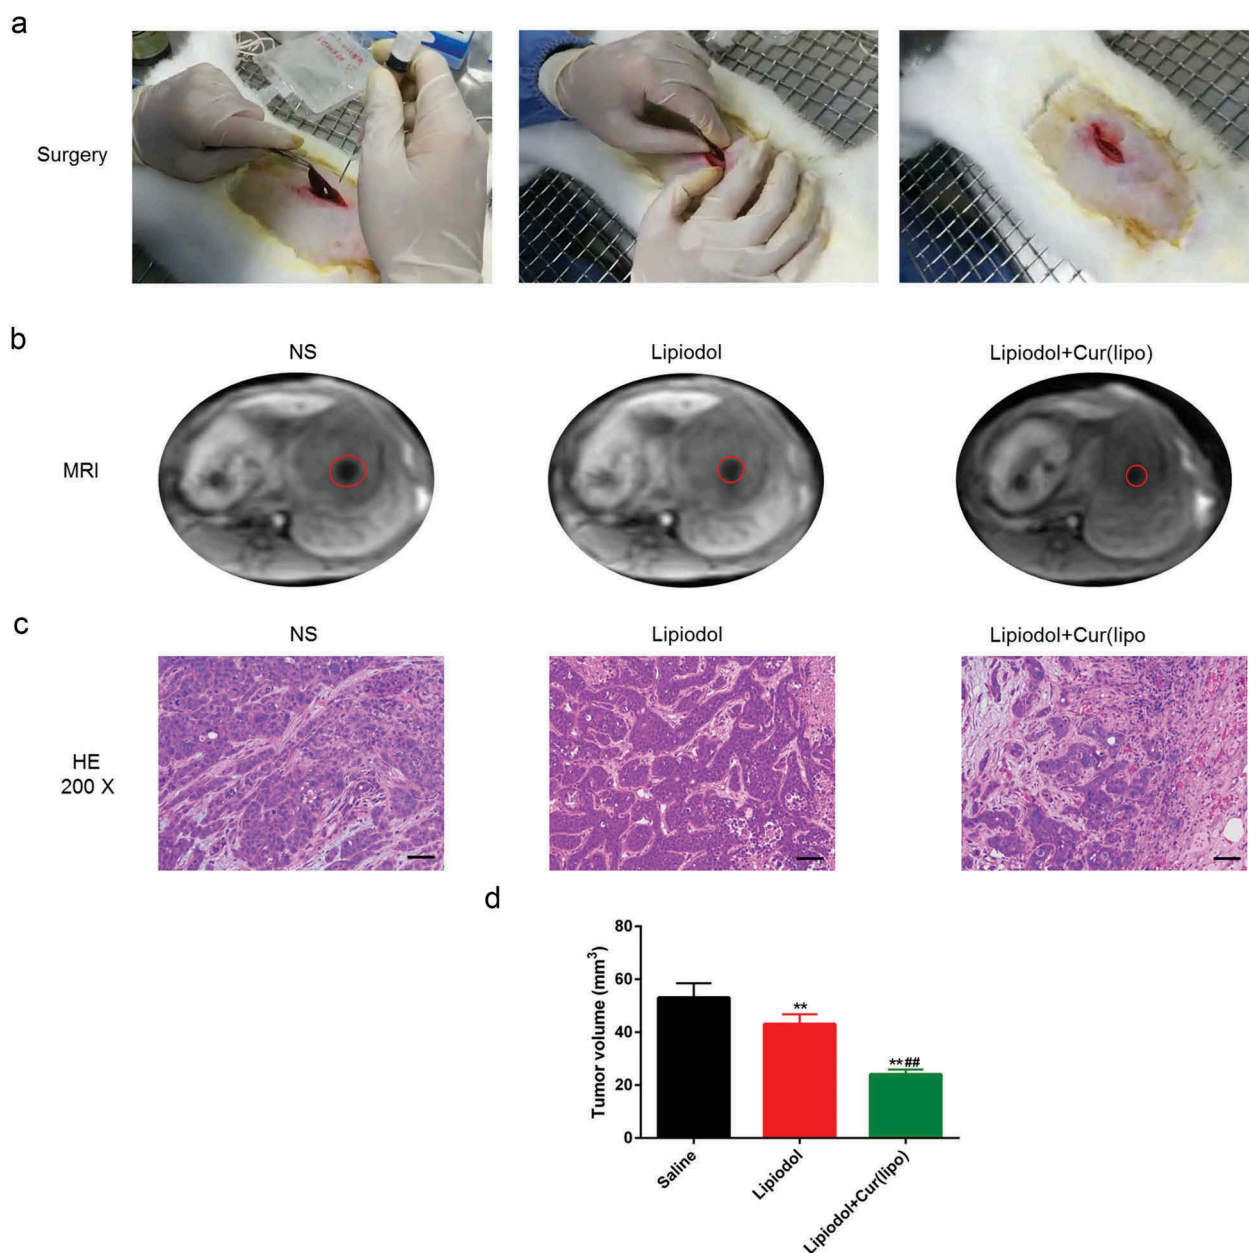 a
Surgery
b
NS Lipiodol Lipiodol+Cur(lipo)
MRI
c
NS Lipiodol Lipiodol+Cur(lipo
HE
200 X
d
Tumor volume (mm³)
80
60
40
20
0
**
**##
Saline
Lipiodol
Lipiodol+Cur(lipo)